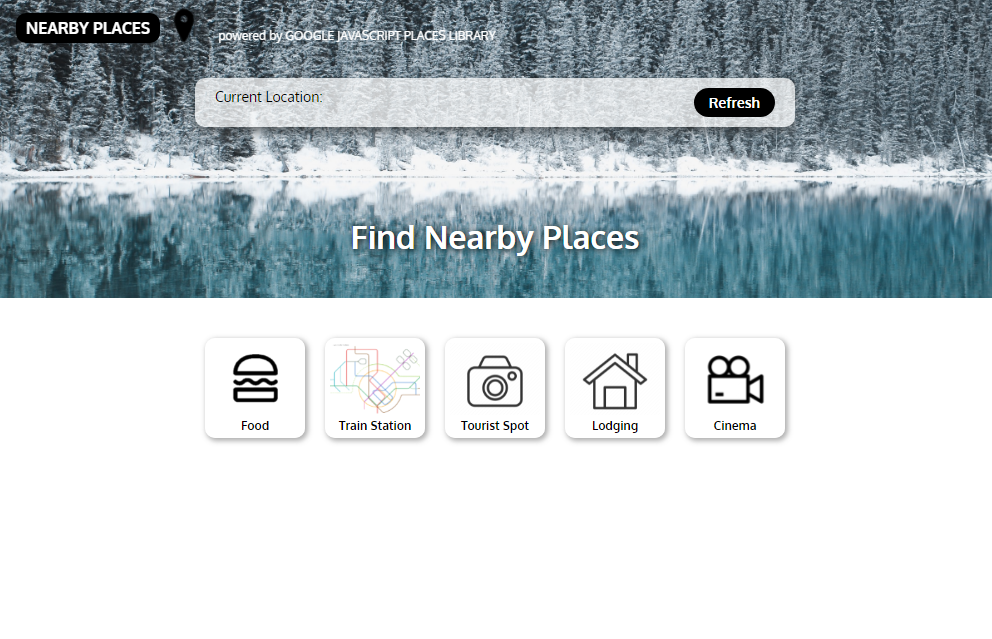 NEARBY PLACES
powered by GOOGLE JAVASCRIPT PLACES LIBRARY
Current Location:
Refresh
Find Nearby Places
Food
Train Station
Tourist Spot
Lodging
Cinema